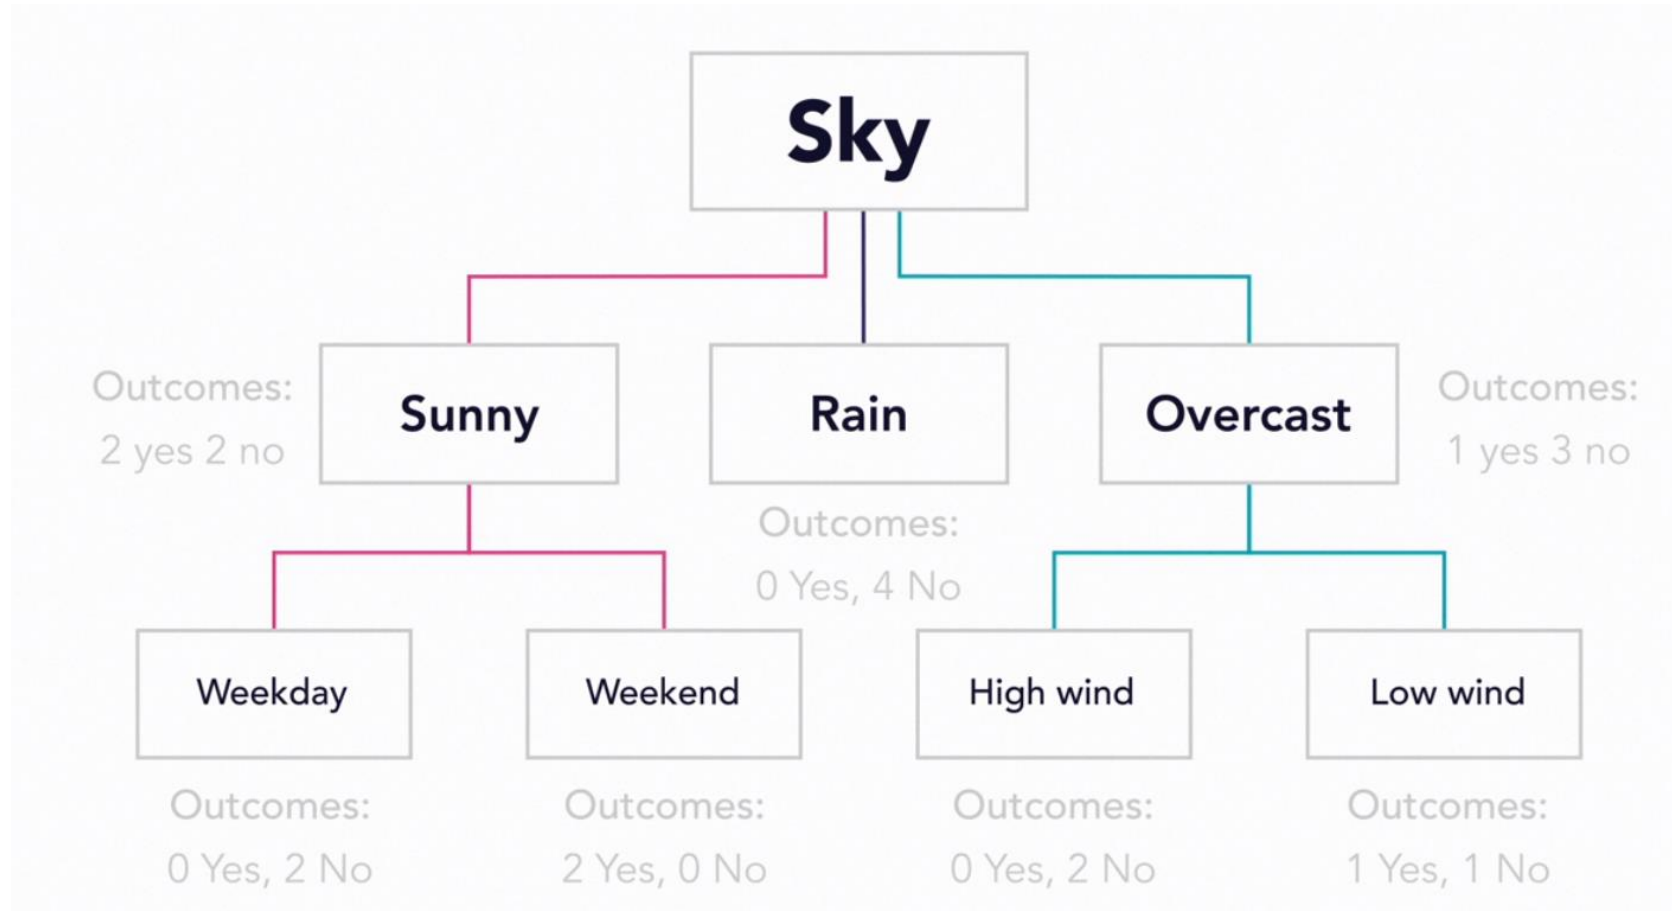 Sky
Sunny
Rain
Overcast
Outcomes:
2 yes 2 no
Outcomes:
1 yes 3 no
Outcomes:
0 Yes, 4 No
Weekday
Weekend
High wind
Low wind
Outcomes:
0 Yes, 2 No
Outcomes:
2 Yes, 0 No
Outcomes:
0 Yes, 2 No
Outcomes:
1 Yes, 1 No